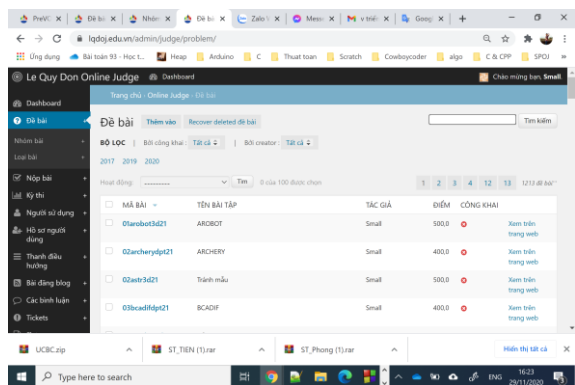 PreVC
Đề bài
Nhóm
Đề bài
Zalo
Messe
M v triể
Goog
lqdoj.edu.vn/admin/judge/problem/
Ứng dụng
Bài toán 93 - Học t...
Heap
Arduino
C
Thuat toan
Scratch
Cowboycoder
algo
C & CPP
SPOJ
Le Quy Don Online Judge
Dashboard
Chào mừng bạn, Small.
Dashboard
Đề bài
Nhóm bài
Loại bài
Nộp bài
Kỳ thi
Người sử dụng
Hồ sơ người dùng
Thanh điều hướng
Bài đăng blog
Các bình luận
Tickets
Trang chủ › Online Judge › Đề bài
Đề bài
Thêm vào
Recover deleted đề bài
Tìm kiếm
BỘ LỌC | Bởi công khai: Tất cả | Bởi creator: Tất cả
2017 2019 2020
Hoạt động: ---------
Tìm
0 của 100 được chọn
1 2 3 4 12 13 1213 đề bài
MÃ BÀI TÊN BÀI TẬP TÁC GIẢ ĐIỂM CÔNG KHAI
01arobot3d21 AROBOT Small 500,0 Xem trên trang web
02archerydpt21 ARCHERY Small 400,0 Xem trên trang web
02astr3d21 Tránh mẫu Small 500,0 Xem trên trang web
03bcadifdpt21 BCADIF Small 400,0 Xem trên trang web
UCBC.zip
ST_TIEN (1).rar
ST_Phong (1).rar
Hiển thị tất cả
Type here to search
ENG
16:23
29/11/2020